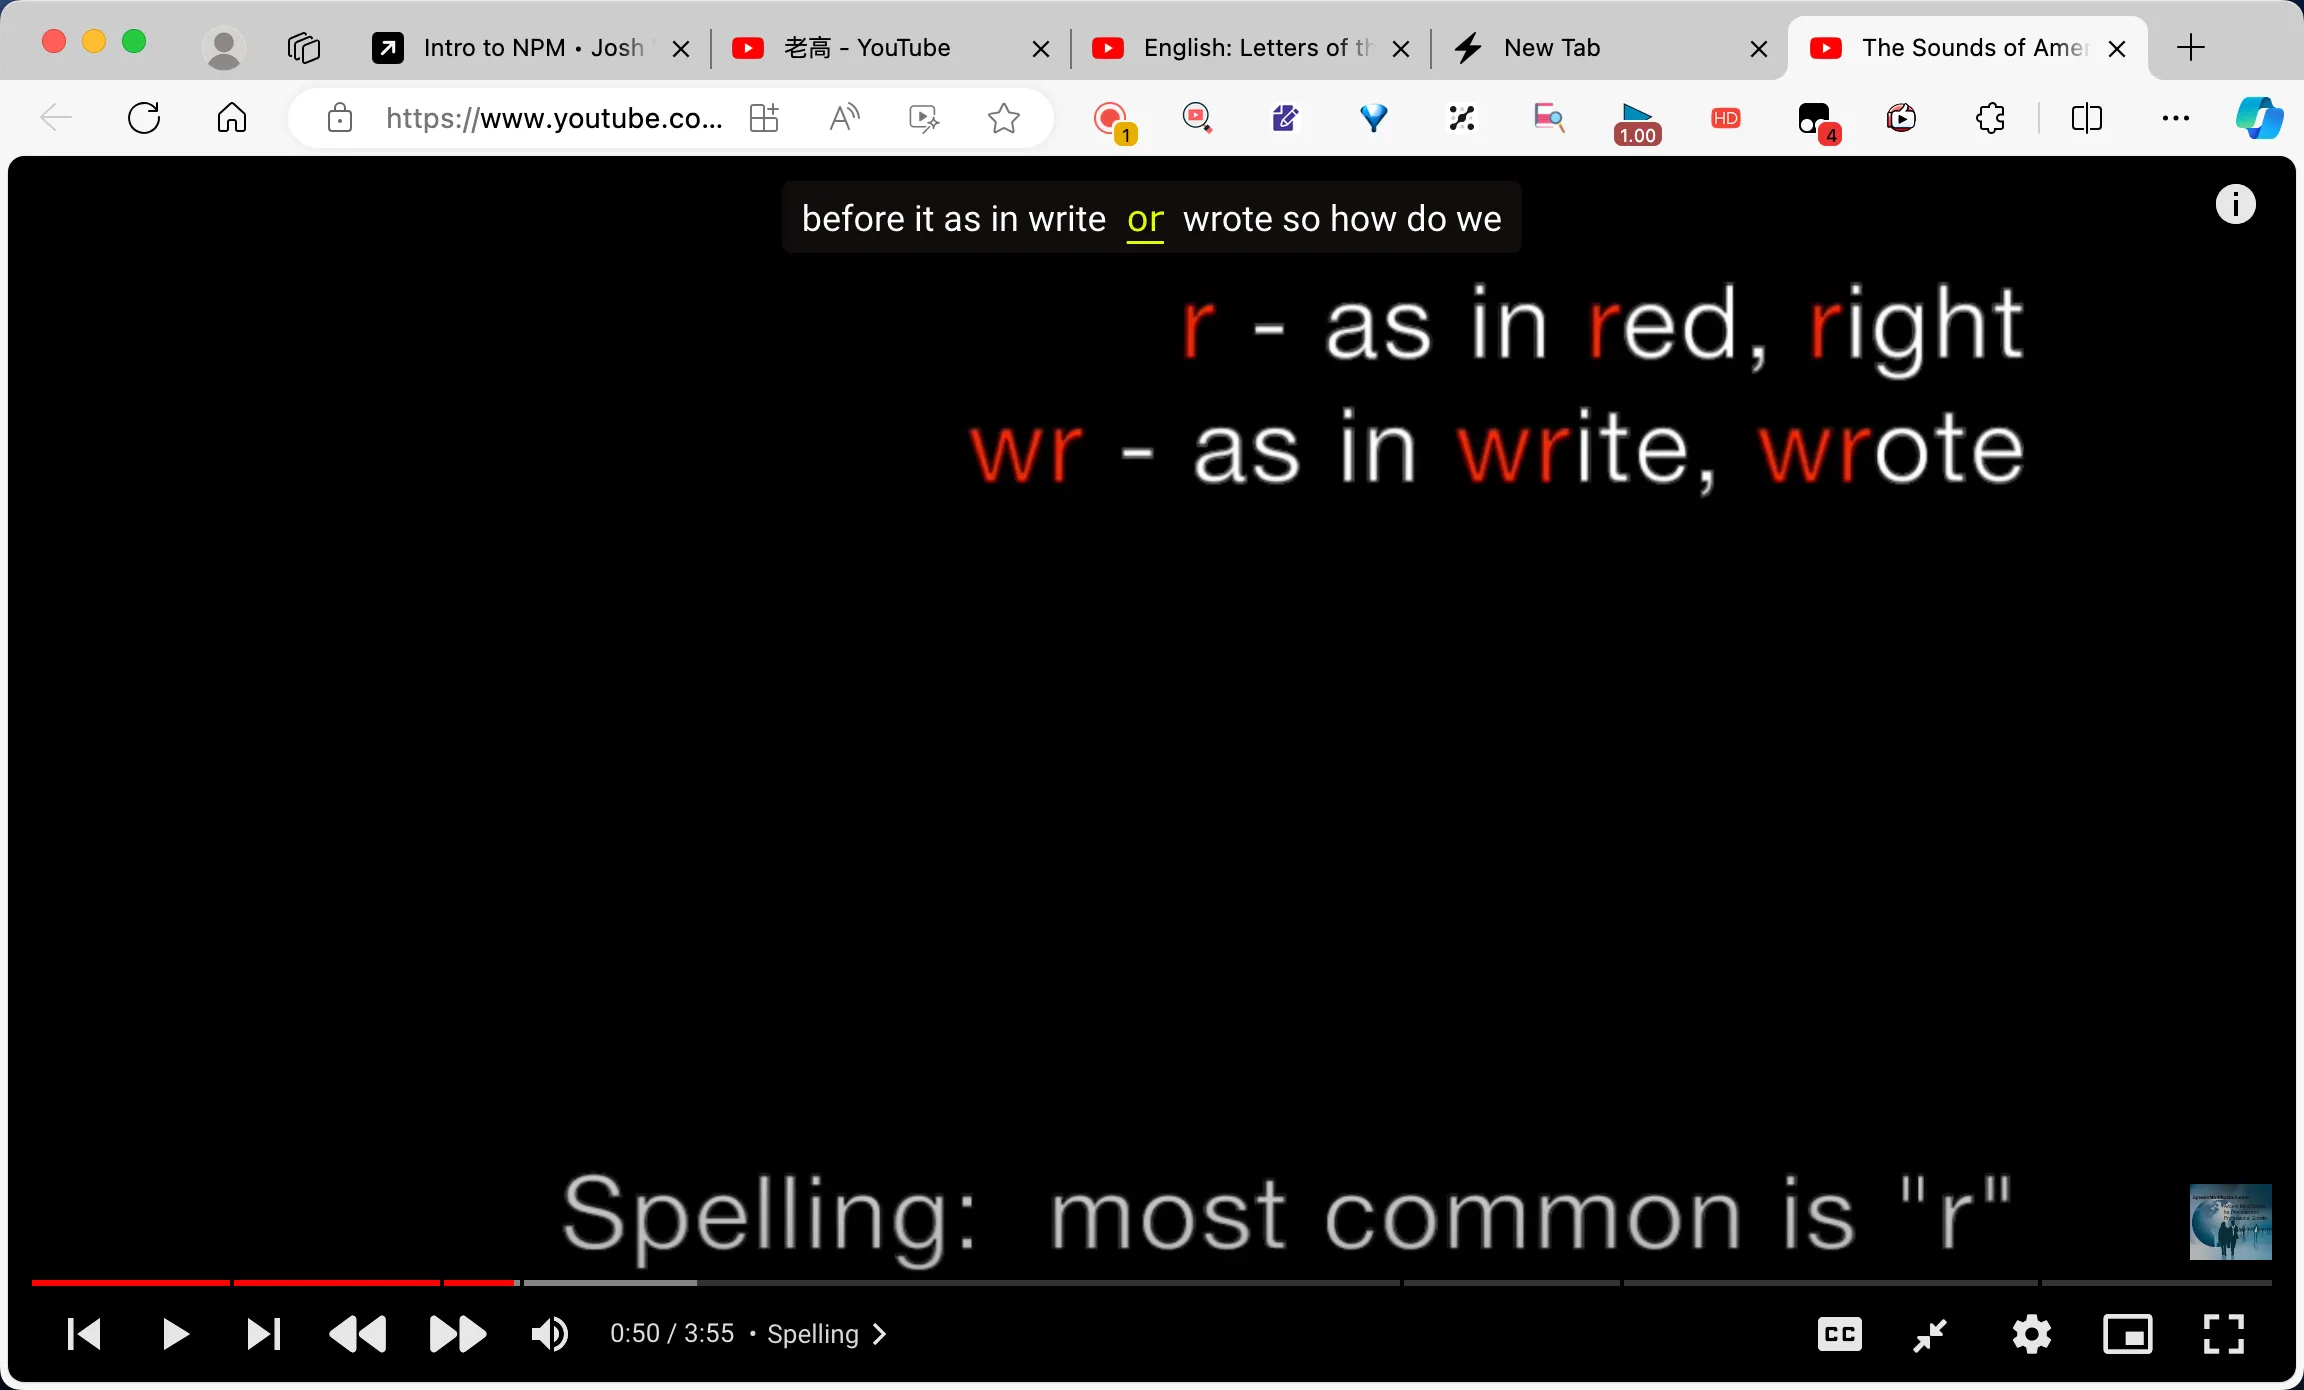 Intro to NPM • Josh
老高 - YouTube
English: Letters of th
New Tab
The Sounds of Amer
https://www.youtube.co...
1
1.00
HD
4
before it as in write or wrote so how do we
r - as in red, right
wr - as in write, wrote
Spelling: most common is "r"
0:50 / 3:55 • Spelling
CC